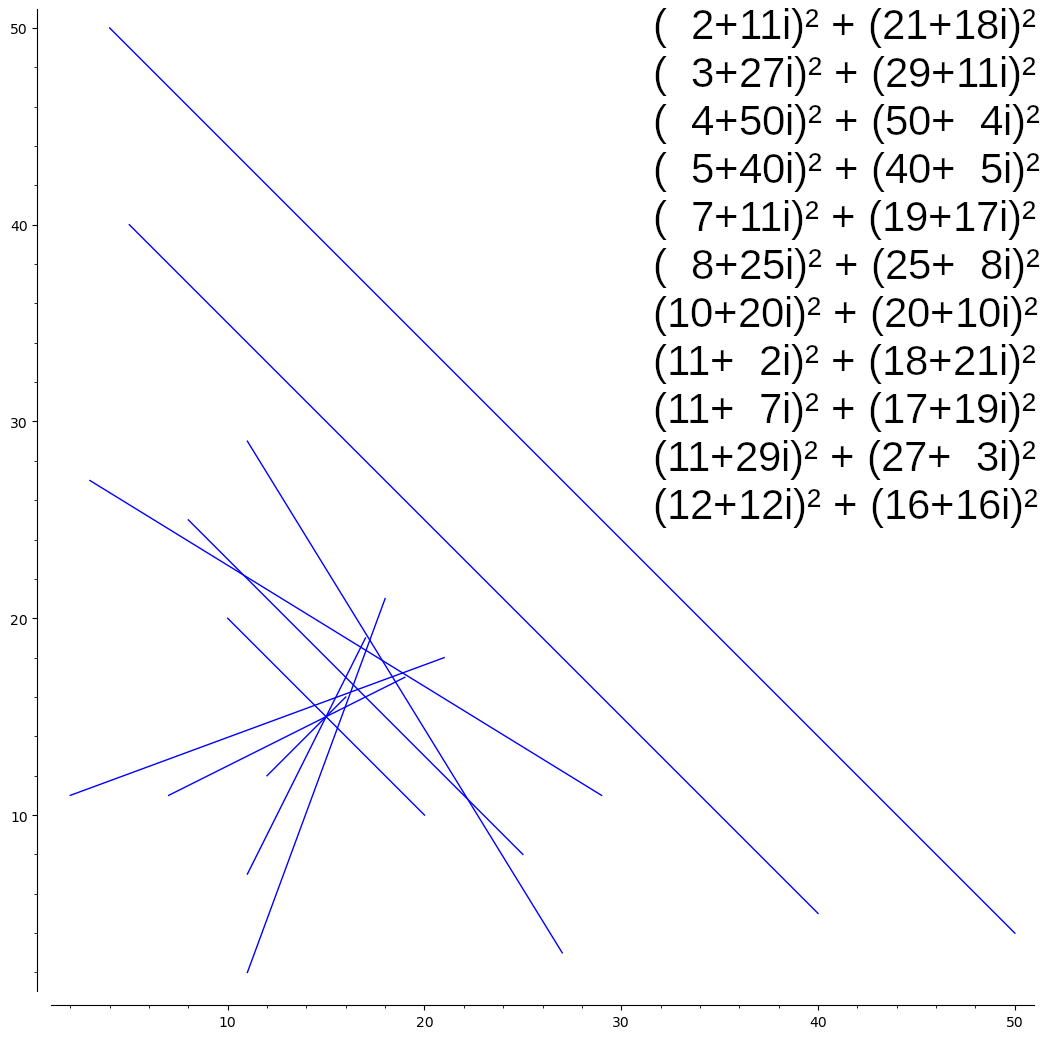 50
( 2+11i)² + (21+18i)²
( 3+27i)² + (29+11i)²
( 4+50i)² + (50+ 4i)²
( 5+40i)² + (40+ 5i)²
40
( 7+11i)² + (19+17i)²
( 8+25i)² + (25+ 8i)²
(10+20i)² + (20+10i)²
(11+ 2i)² + (18+21i)²
(11+ 7i)² + (17+19i)²
30
(11+29i)² + (27+ 3i)²
(12+12i)² + (16+16i)²
20
10
10 20 30 40 50